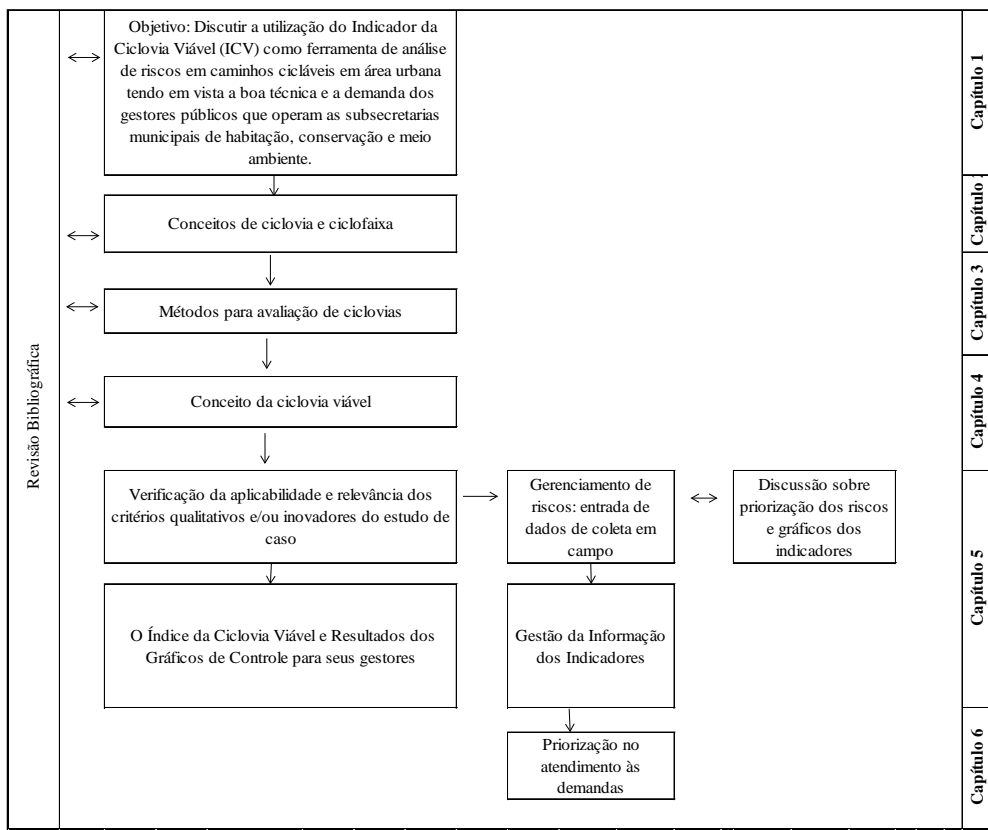 Objetivo: Discutir a utilização do Indicador da
Ciclovia Viável (ICV) como ferramenta de análise
de riscos em caminhos cicláveis em área urbana
tendo em vista a boa técnica e a demanda dos
gestores públicos que operam as subsecretarias
municipais de habitação, conservação e meio
ambiente.
Capítulo 1
Conceitos de ciclovia e ciclofaixa
Capítulo
Métodos para avaliação de ciclovias
Capítulo 3
Revisão Bibliográfica
Conceito da ciclovia viável
Capítulo 4
Verificação da aplicabilidade e relevância dos
critérios qualitativos e/ou inovadores do estudo de
caso
Gerenciamento de
riscos: entrada de
dados de coleta em
campo
Discussão sobre
priorização dos riscos
e gráficos dos
indicadores
Capítulo 5
O Índice da Ciclovia Viável e Resultados dos
Gráficos de Controle para seus gestores
Gestão da Informação
dos Indicadores
Priorização no
atendimento às
demandas
Capítulo 6